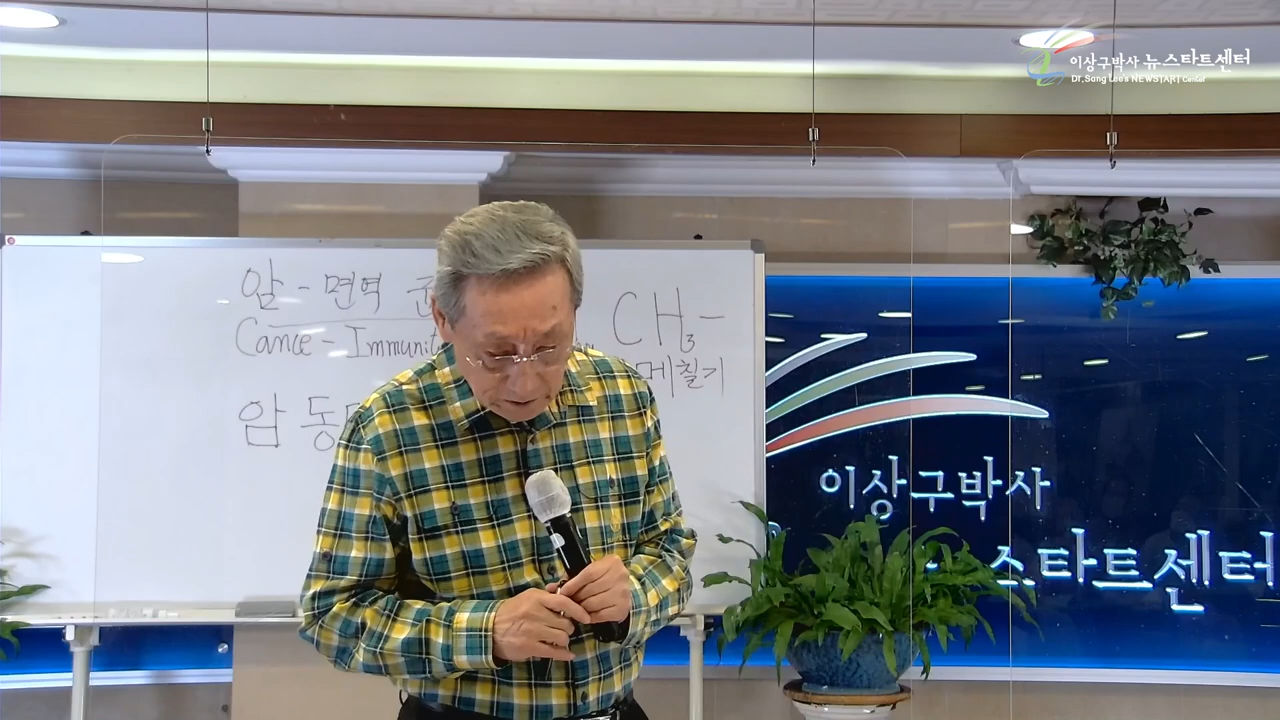 이상구박사 뉴스타트센터
Dr.Sang Lee's NEWSTART Center
암 - 면역
CH3-
Cance - Immunit
메칠기
암 동
이상구박사
스타트센터